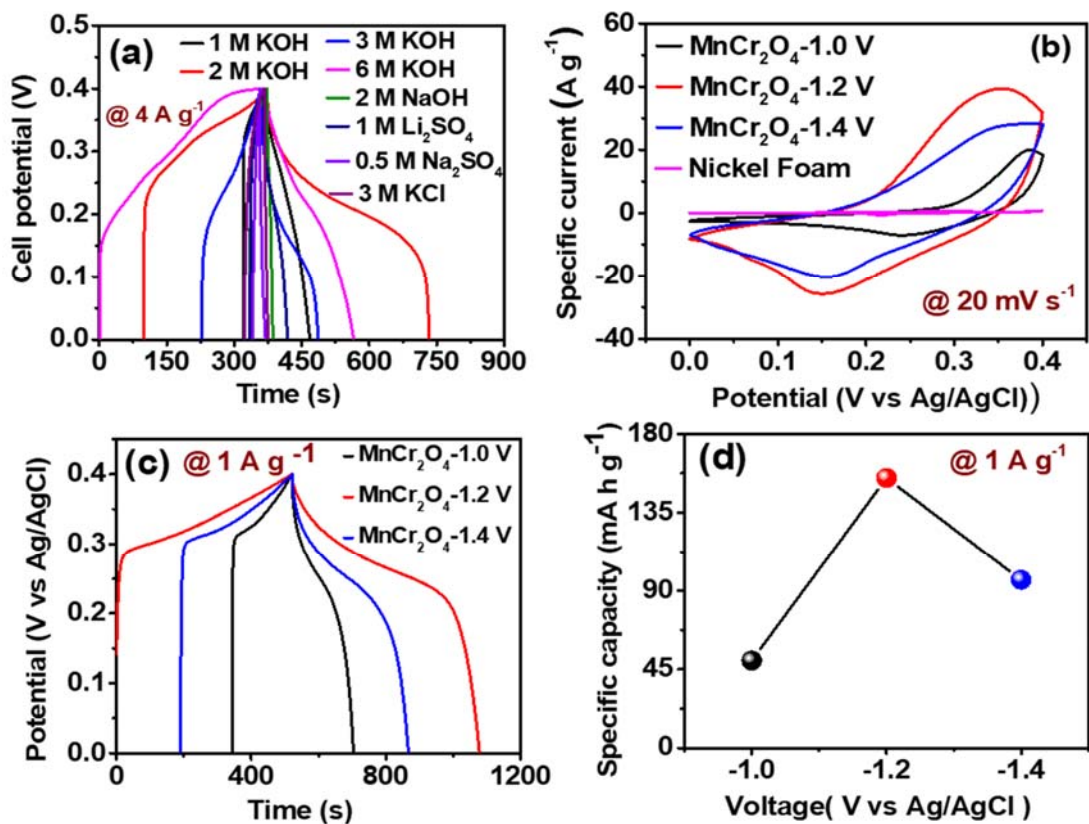 (a)
1 M KOH
2 M KOH
3 M KOH
6 M KOH
2 M NaOH
1 M Li₂SO₄
0.5 M Na₂SO₄
3 M KCl
@ 4 A g⁻¹
Cell potential (V)
0.5
0.4
0.3
0.2
0.1
0.0
0 150 300 450 600 750 900
Time (s)
(b)
MnCr₂O₄-1.0 V
MnCr₂O₄-1.2 V
MnCr₂O₄-1.4 V
Nickel Foam
@ 20 mV s⁻¹
Specific current (A g⁻¹)
60
40
20
0
-20
-40
0.0 0.1 0.2 0.3 0.4
Potential (V vs Ag/AgCl))
(c)
@ 1 A g -1
MnCr₂O₄-1.0 V
MnCr₂O₄-1.2 V
MnCr₂O₄-1.4 V
Potential (V vs Ag/AgCl)
0.4
0.3
0.2
0.1
0.0
0 400 800 1200
Time (s)
(d)
@ 1 A g⁻¹
Specific capacity (mA h g⁻¹)
180
135
90
45
0
-1.0 -1.2 -1.4
Voltage( V vs Ag/AgCl )